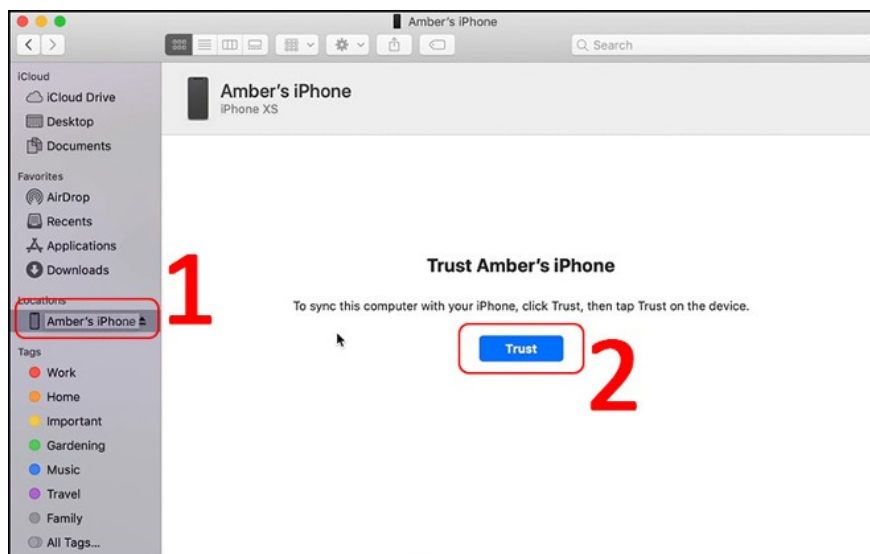 Amber's iPhone
Search
iCloud
iCloud Drive
Desktop
Documents
Favorites
AirDrop
Recents
Applications
Downloads
Locations
Amber's iPhone
Tags
Work
Home
Important
Gardening
Music
Travel
Family
All Tags...
1
Amber's iPhone
iPhone XS
Trust Amber's iPhone
To sync this computer with your iPhone, click Trust, then tap Trust on the device.
Trust
2